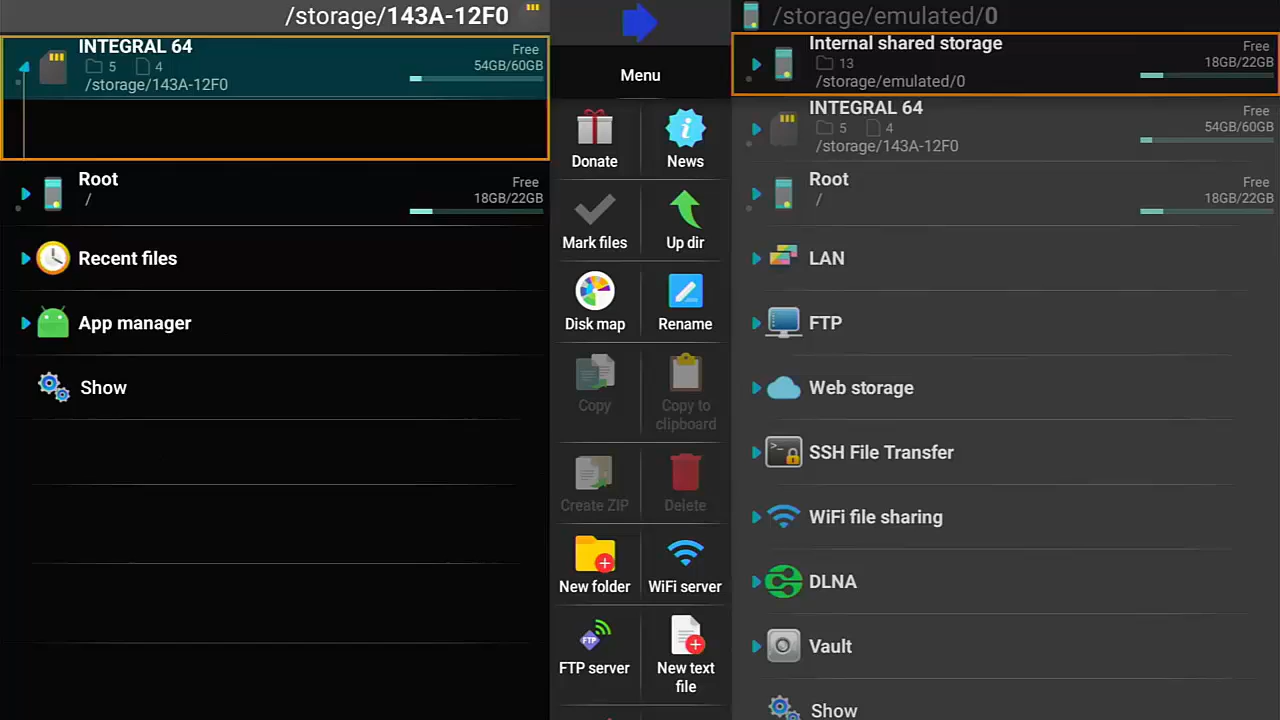 /storage/143A-12F0
INTEGRAL 64
5
4
/storage/143A-12F0
Free
54GB/60GB
Root
/
Free
18GB/22GB
Recent files
App manager
Show
Menu
Donate
News
Mark files
Up dir
Disk map
Rename
Copy
Copy to
clipboard
Create ZIP
Delete
New folder
WiFi server
FTP
FTP server
New text
file
/storage/emulated/0
Internal shared storage
13
/storage/emulated/0
Free
18GB/22GB
INTEGRAL 64
5
4
/storage/143A-12F0
Free
54GB/60GB
Root
/
Free
18GB/22GB
LAN
FTP
Web storage
SSH File Transfer
WiFi file sharing
DLNA
Vault
Show